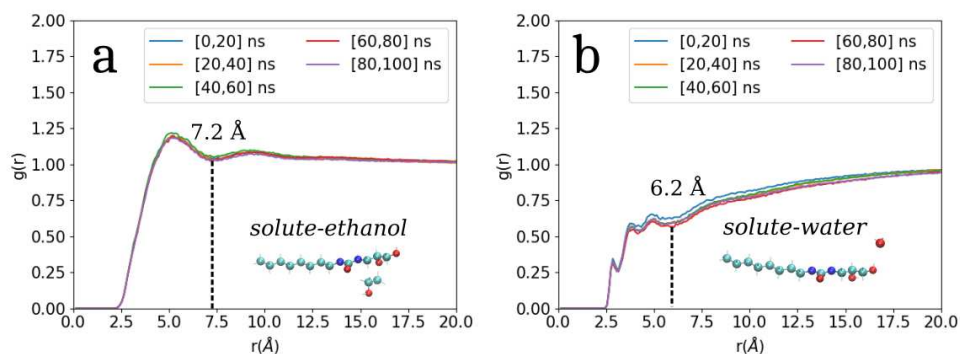 a
2.00
1.75
1.50
1.25
1.00
0.75
0.50
0.25
0.00
g(r)
[0,20] ns
[20,40] ns
[40,60] ns
[60,80] ns
[80,100] ns
7.2 Å
solute-ethanol
0.0 2.5 5.0 7.5 10.0 12.5 15.0 17.5 20.0
r(Å)
b
2.00
1.75
1.50
1.25
1.00
0.75
0.50
0.25
0.00
g(r)
[0,20] ns
[20,40] ns
[40,60] ns
[60,80] ns
[80,100] ns
6.2 Å
solute-water
0.0 2.5 5.0 7.5 10.0 12.5 15.0 17.5 20.0
r(Å)